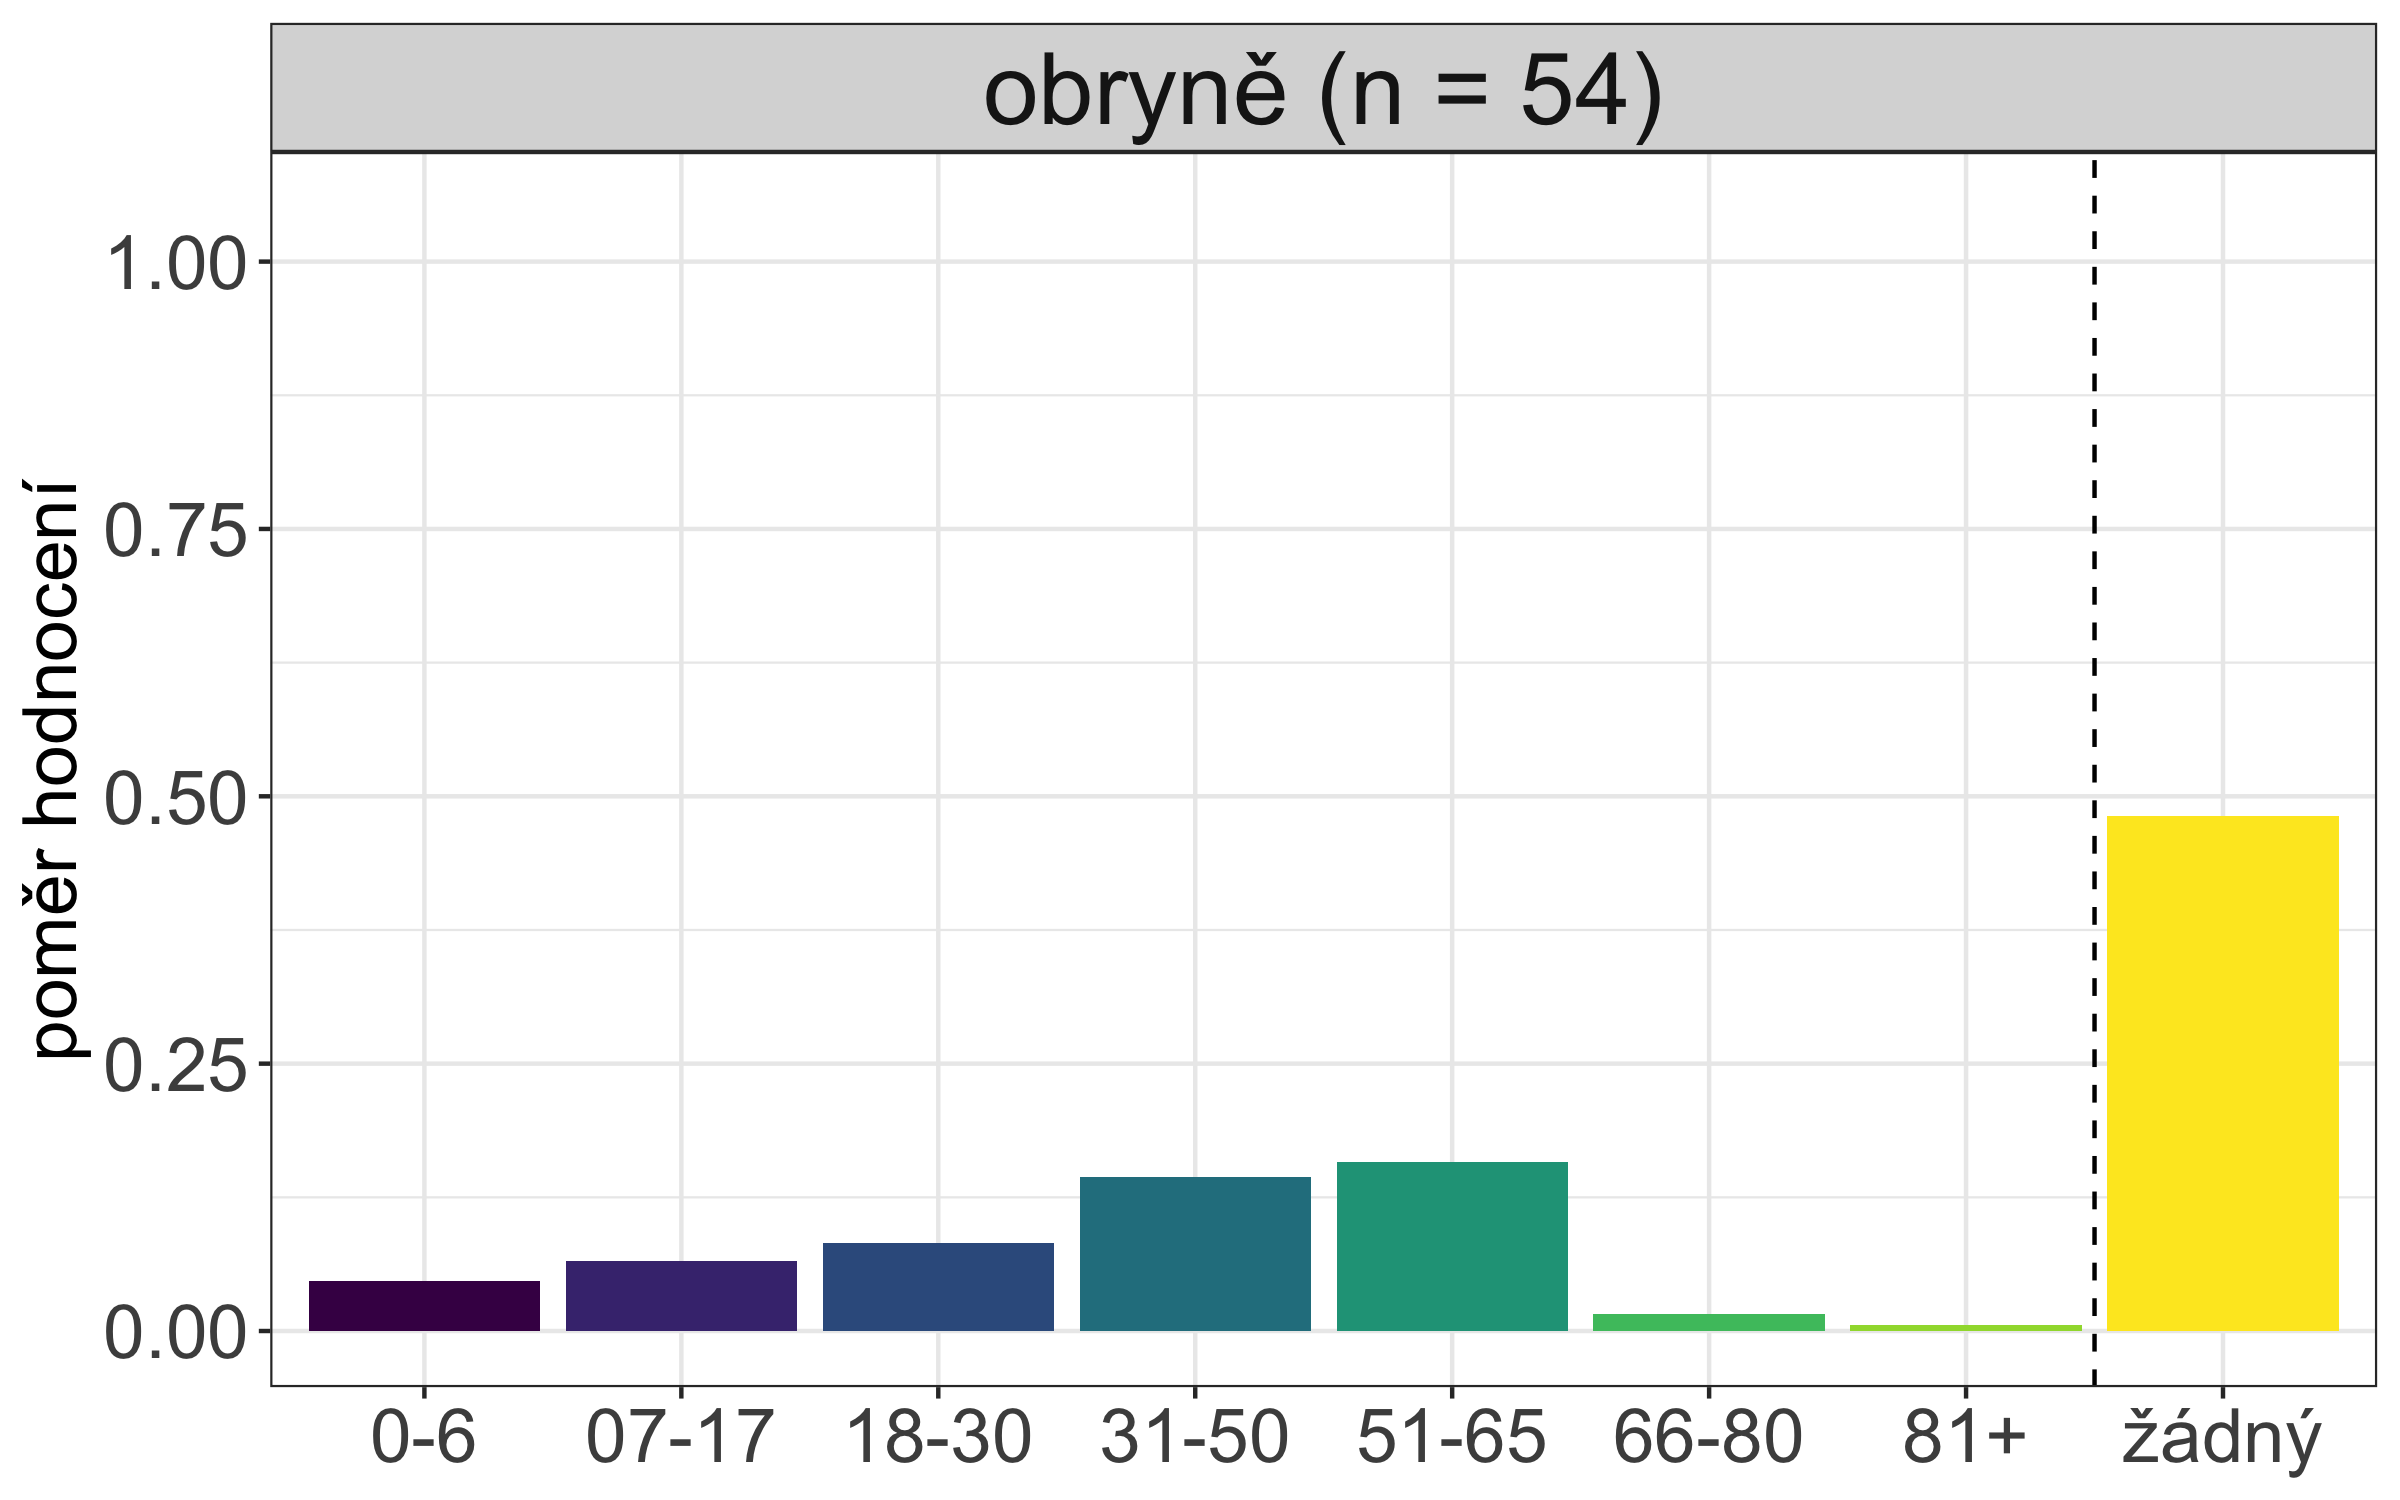 obryně (n = 54)
poměr hodnocení
1.00
0.75
0.50
0.25
0.00
0-6 07-17 18-30 31-50 51-65 66-80 81+ žádný